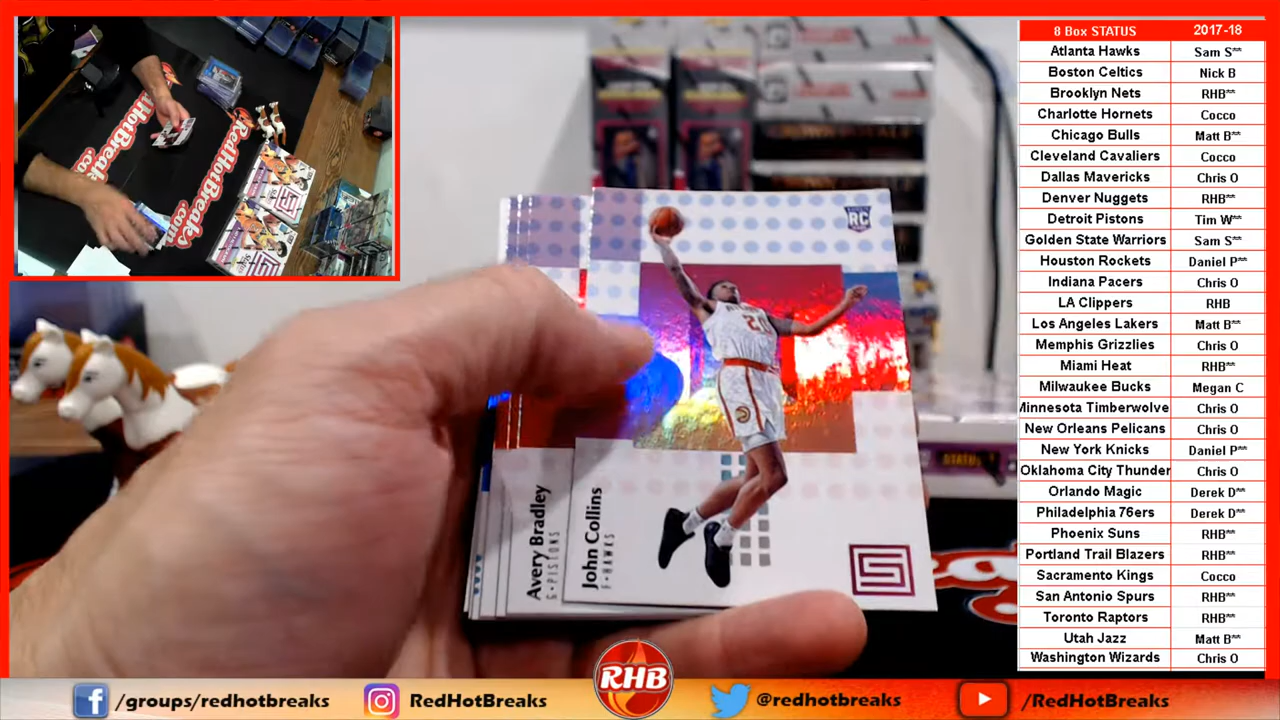 8 Box STATUS 2017-18
Atlanta Hawks Sam S**
Boston Celtics Nick B
Brooklyn Nets RHB**
Charlotte Hornets Cocco
Chicago Bulls Matt B**
Cleveland Cavaliers Cocco
Dallas Mavericks Chris O
Denver Nuggets RHB**
Detroit Pistons Tim W**
Golden State Warriors Sam S**
Houston Rockets Daniel P**
Indiana Pacers Chris O
LA Clippers RHB
Los Angeles Lakers Matt B**
Memphis Grizzlies Chris O
Miami Heat RHB**
Milwaukee Bucks Megan C
Minnesota Timberwolve Chris O
New Orleans Pelicans Chris O
New York Knicks Daniel P**
Oklahoma City Thunder Chris O
Orlando Magic Derek D**
Philadelphia 76ers Derek D**
Phoenix Suns RHB**
Portland Trail Blazers RHB**
Sacramento Kings Cocco
San Antonio Spurs RHB**
Toronto Raptors RHB**
Utah Jazz Matt B**
Washington Wizards Chris O
RedHotBreaks
.com
RedHotBreaks
.com
RC
20
Avery Bradley
G - PISTONS
John Collins
F - HAWKS
STATUS
RHB
/groups/redhotbreaks
RedHotBreaks
@redhotbreaks
/RedHotBreaks